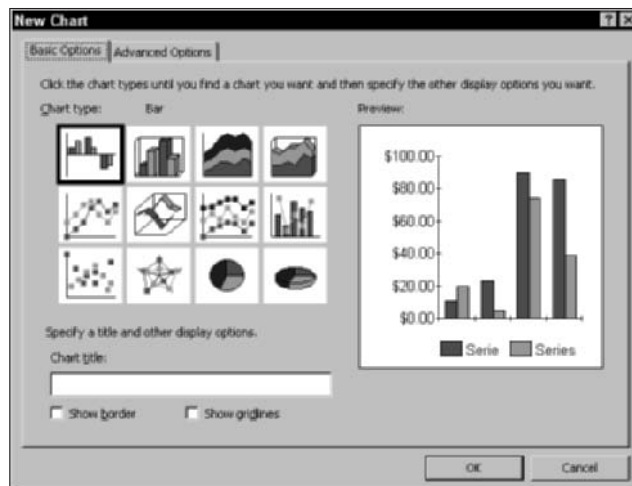 New Chart
Basic Options
Advanced Options
Click the chart types until you find a chart you want and then specify the other display options you want.
Chart type:
Bar
Preview:
$100.00
$80.00
$60.00
$40.00
$20.00
$0.00
Serie
Series
Specify a title and other display options.
Chart title:
Show border
Show gridlines
OK
Cancel